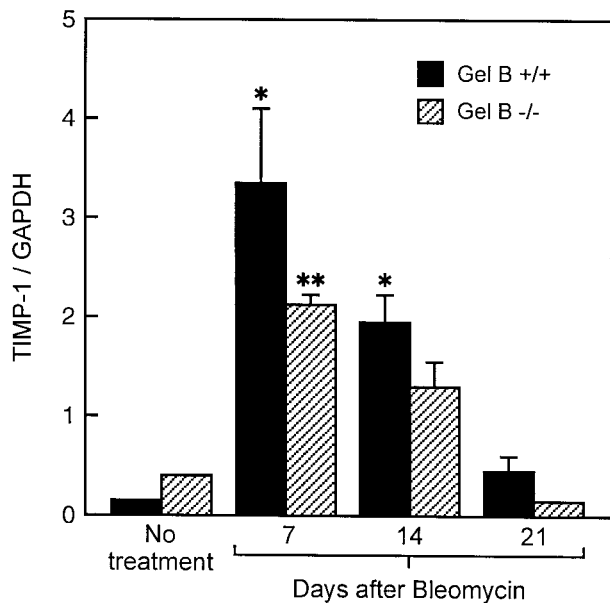 5
4
3
2
1
0
TIMP-1 / GAPDH
Gel B +/+
Gel B -/-
*
**
*
No treatment
7
14
21
Days after Bleomycin